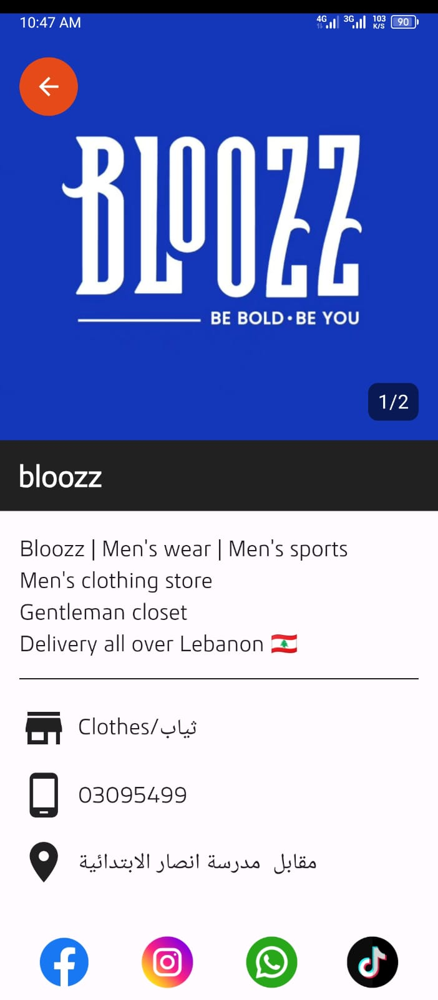 10:47 AM 4G 3G 103 K/S 90
BLOOZZ
BE BOLD • BE YOU
1/2
bloozz
Bloozz | Men's wear | Men's sports
Men's clothing store
Gentleman closet
Delivery all over Lebanon 🇱🇧
Clothes/ثياب
03095499
مقابل مدرسة انصار الابتدائية